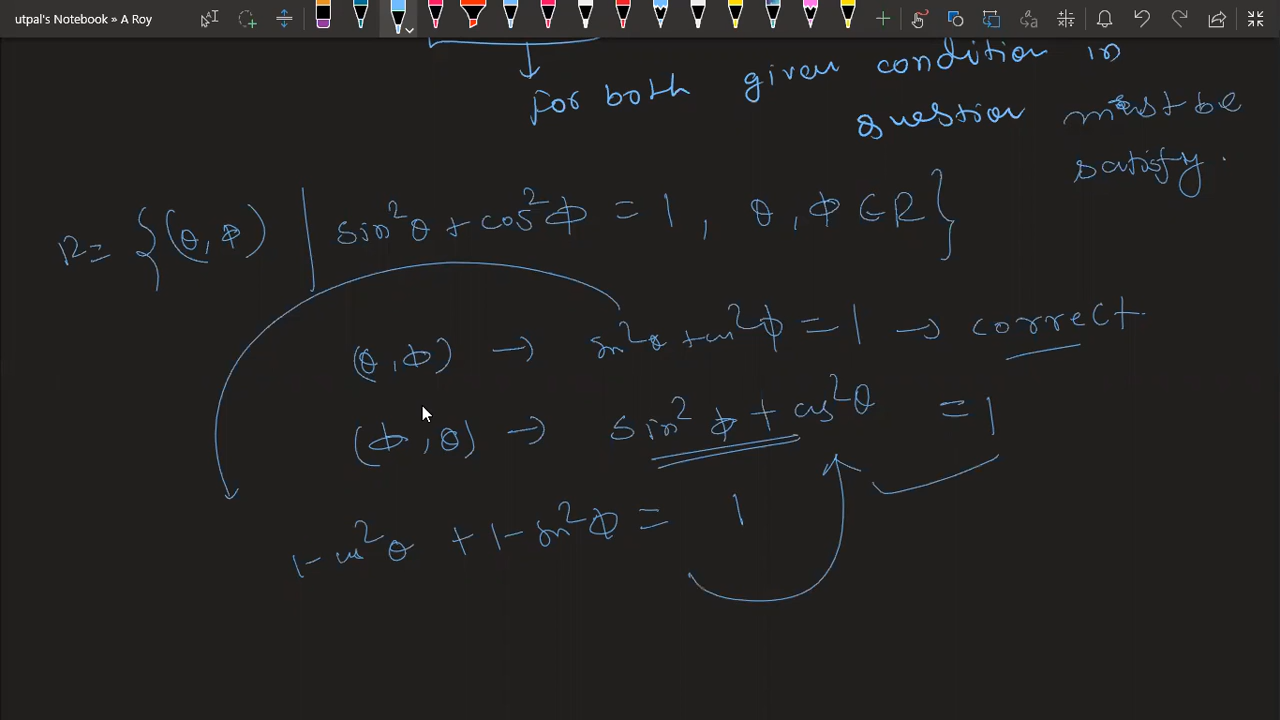 utpal's Notebook » A Roy
for both given condition in
question must be
satisfy.
R = {(θ, φ) | sin²θ + cos²φ = 1, θ, φ ∈ R}
(θ, φ) → sin²θ + cos²φ = 1 → correct.
(φ, θ) → sin²φ + cos²θ = 1
1 - cos²θ + 1 - sin²φ = 1